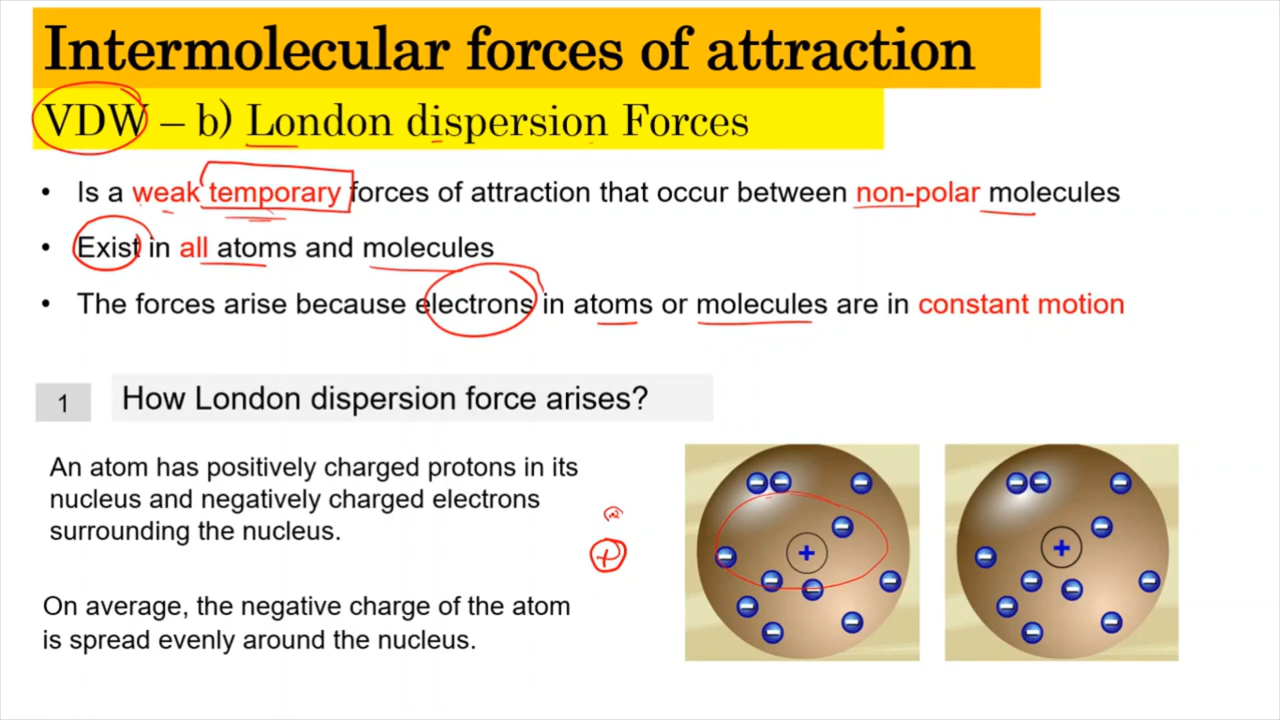 Intermolecular forces of attraction
VDW – b) London dispersion Forces
• Is a weak temporary forces of attraction that occur between non-polar molecules
• Exist in all atoms and molecules
• The forces arise because electrons in atoms or molecules are in constant motion
1 How London dispersion force arises?
An atom has positively charged protons in its
nucleus and negatively charged electrons
surrounding the nucleus.
+
On average, the negative charge of the atom
is spread evenly around the nucleus.
+ +